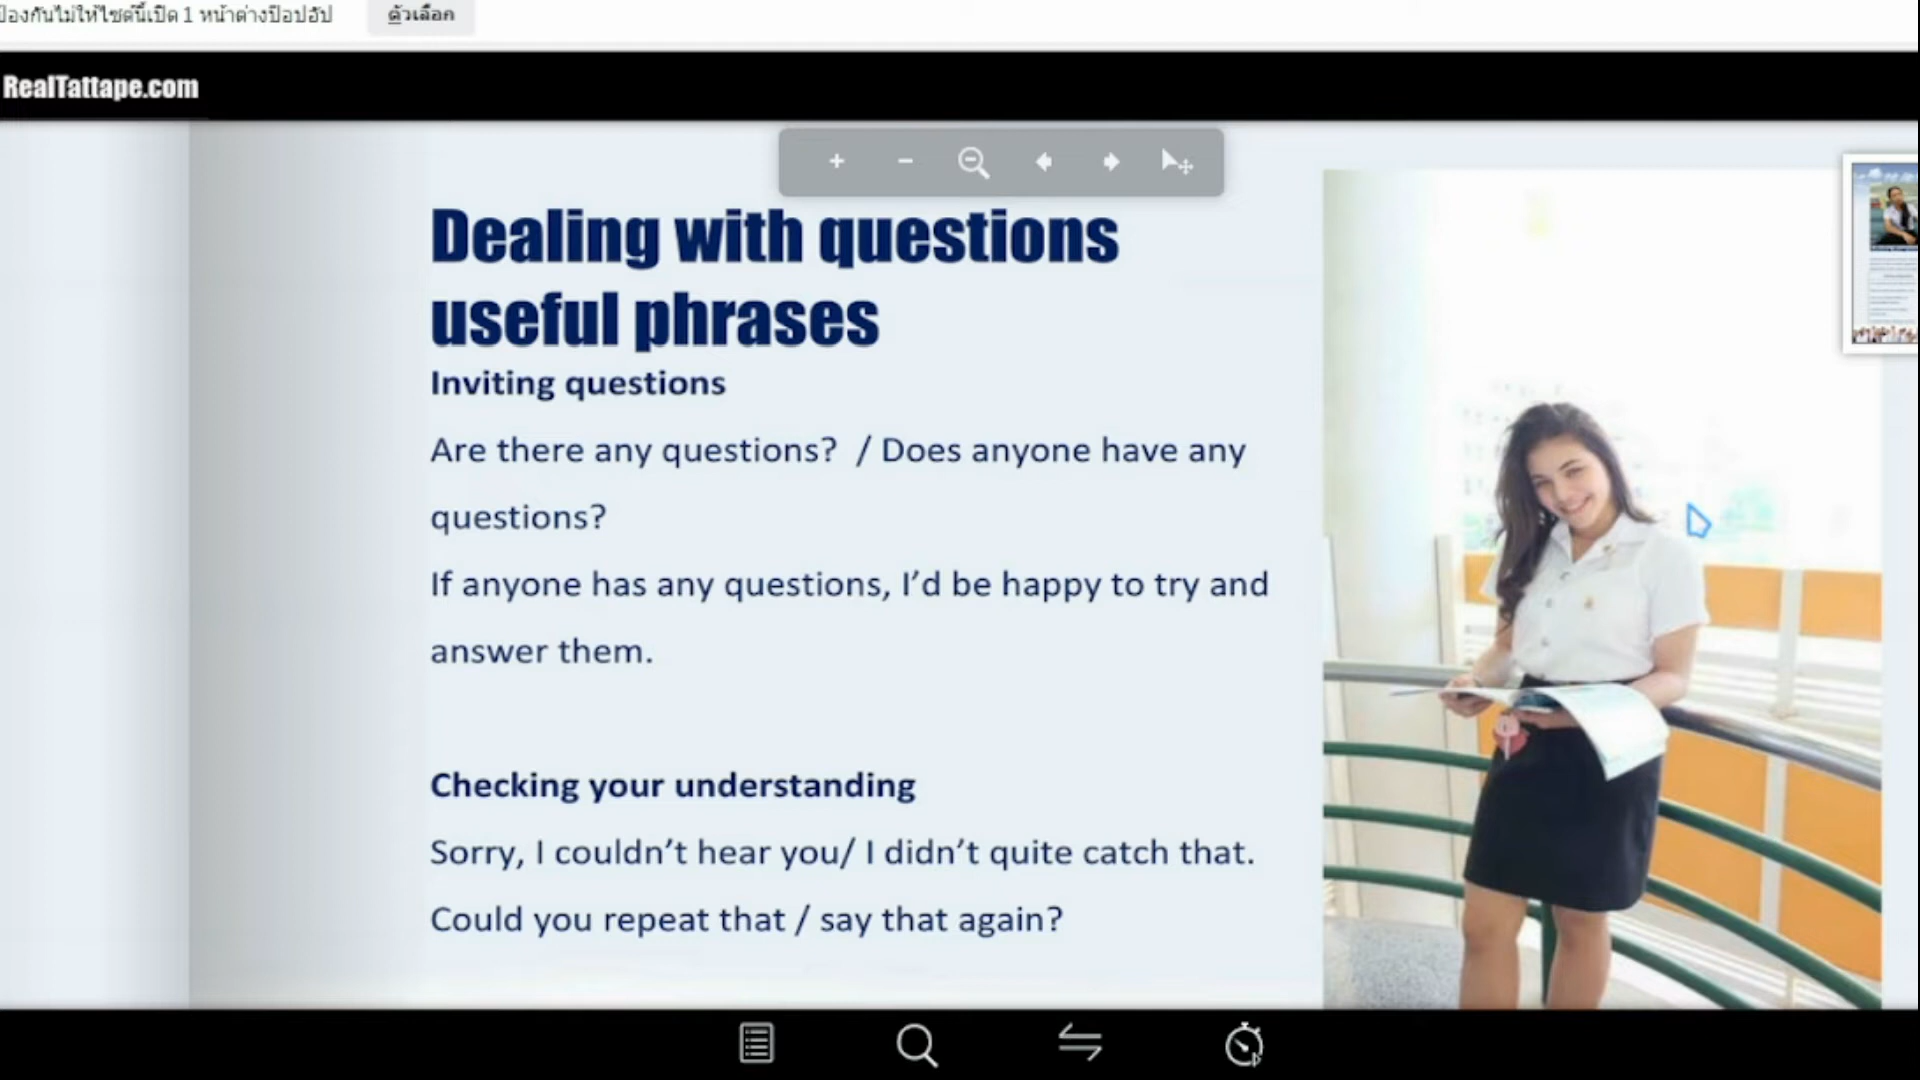 ป้องกันไม่ให้ไซต์นี้เปิด 1 หน้าต่างป๊อปอัป ตัวเลือก
RealTattape.com
Dealing with questions
useful phrases
Inviting questions
Are there any questions? / Does anyone have any
questions?
If anyone has any questions, I’d be happy to try and
answer them.
Checking your understanding
Sorry, I couldn’t hear you/ I didn’t quite catch that.
Could you repeat that / say that again?